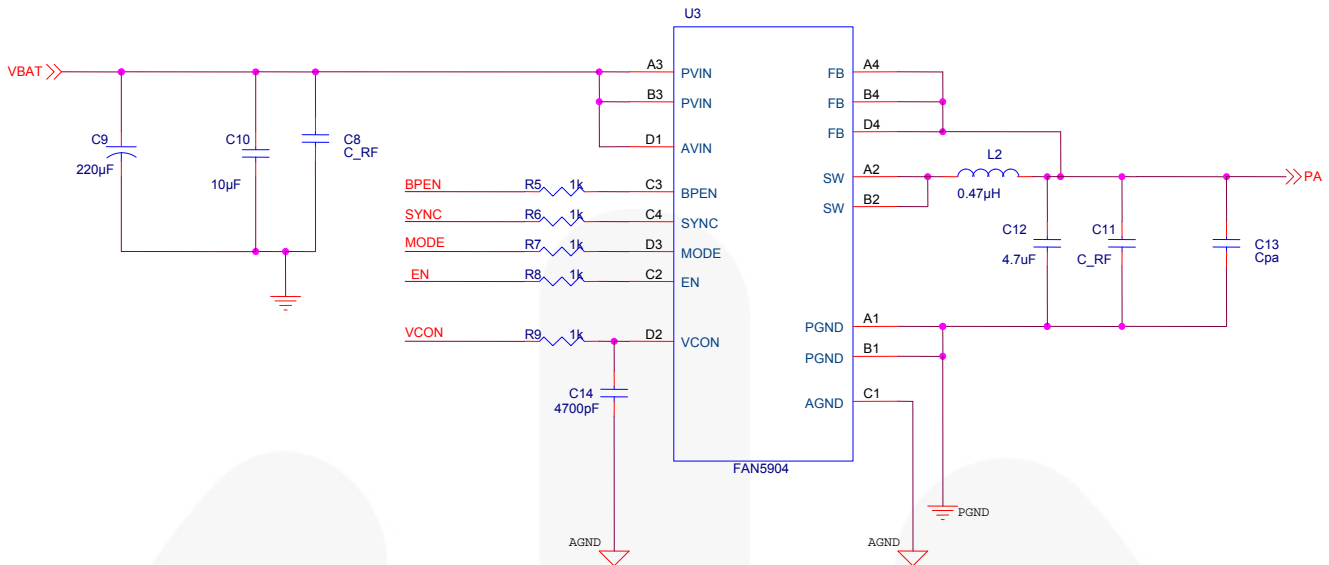 U3
VBAT
A3 PVIN FB A4
B3 PVIN FB B4
D1 AVIN FB D4
C9
220µF
C10
10µF
C8
C_RF
L2
0.47µH
SW A2
SW B2
PA
BPEN R5 1k C3 BPEN
SYNC R6 1k C4 SYNC
MODE R7 1k D3 MODE
EN R8 1k C2 EN
C12
4.7uF
C11
C_RF
C13
Cpa
VCON R9 1k D2 VCON
PGND A1
PGND B1
AGND C1
C14
4700pF
FAN5904
PGND
AGND
AGND